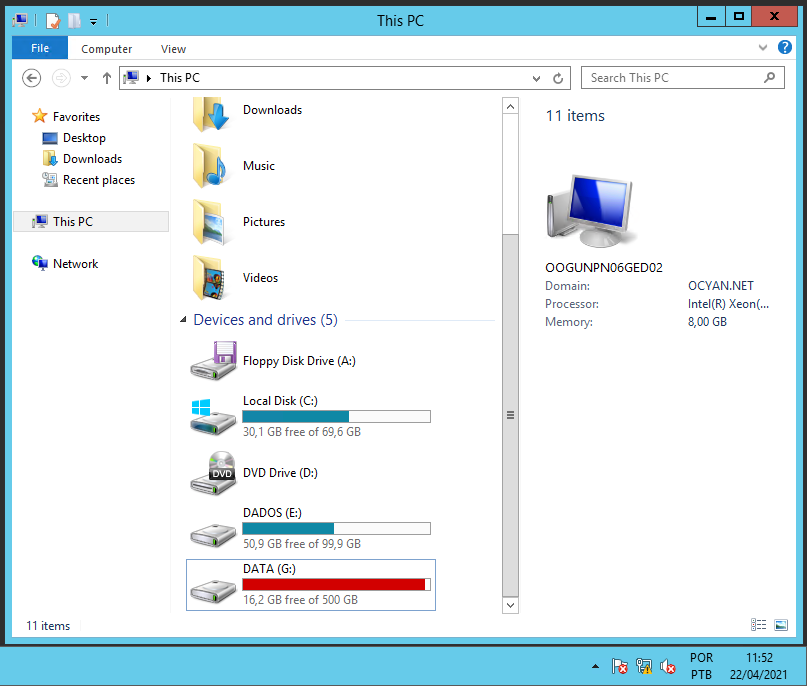 This PC
File
Computer
View
This PC
Search This PC
Favorites
Desktop
Downloads
Recent places
This PC
Network
Downloads
Music
Pictures
Videos
Devices and drives (5)
Floppy Disk Drive (A:)
Local Disk (C:)
30,1 GB free of 69,6 GB
DVD
DVD Drive (D:)
DADOS (E:)
50,9 GB free of 99,9 GB
DATA (G:)
16,2 GB free of 500 GB
11 items
OOGUNPN06GED02
Domain: OCYAN.NET
Processor: Intel(R) Xeon(...
Memory: 8,00 GB
11 items
POR 11:52
PTB 22/04/2021